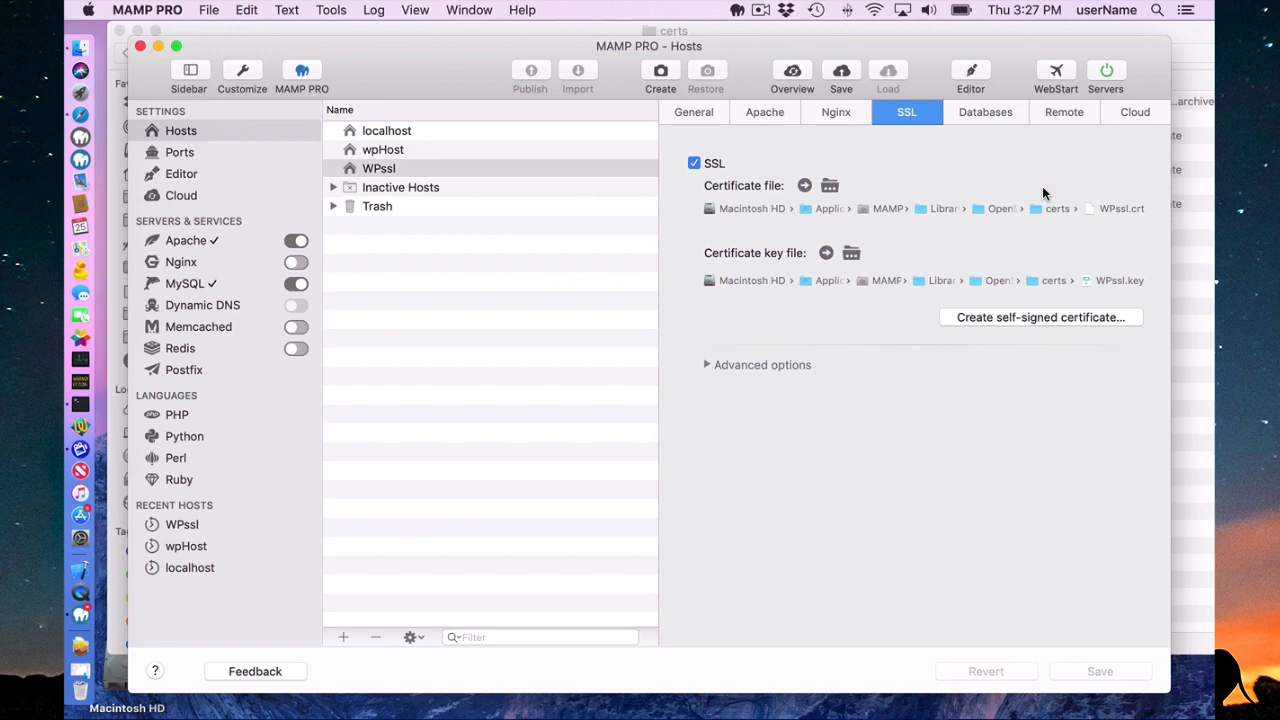 MAMP PRO File Edit Text Tools Log View Window Help Thu 3:27 PM userName
certs
MAMP PRO - Hosts
Sidebar Customize MAMP PRO Publish Import Create Restore Overview Save Load Editor WebStart Servers
SETTINGS
Hosts
Ports
Editor
Cloud
SERVERS & SERVICES
Apache ✓
Nginx
MySQL ✓
Dynamic DNS
Memcached
Redis
Postfix
LANGUAGES
PHP
Python
Perl
Ruby
RECENT HOSTS
WPssl
wpHost
localhost
Name
localhost
wpHost
WPssl
Inactive Hosts
Trash
Filter
General Apache Nginx SSL Databases Remote Cloud
SSL
Certificate file:
Macintosh HD › Applic › MAMP › Librar › OpenS › certs › WPssl.crt
Certificate key file:
Macintosh HD › Applic › MAMP › Librar › OpenS › certs › WPssl.key
Create self-signed certificate...
Advanced options
? Feedback Revert Save
Macintosh HD